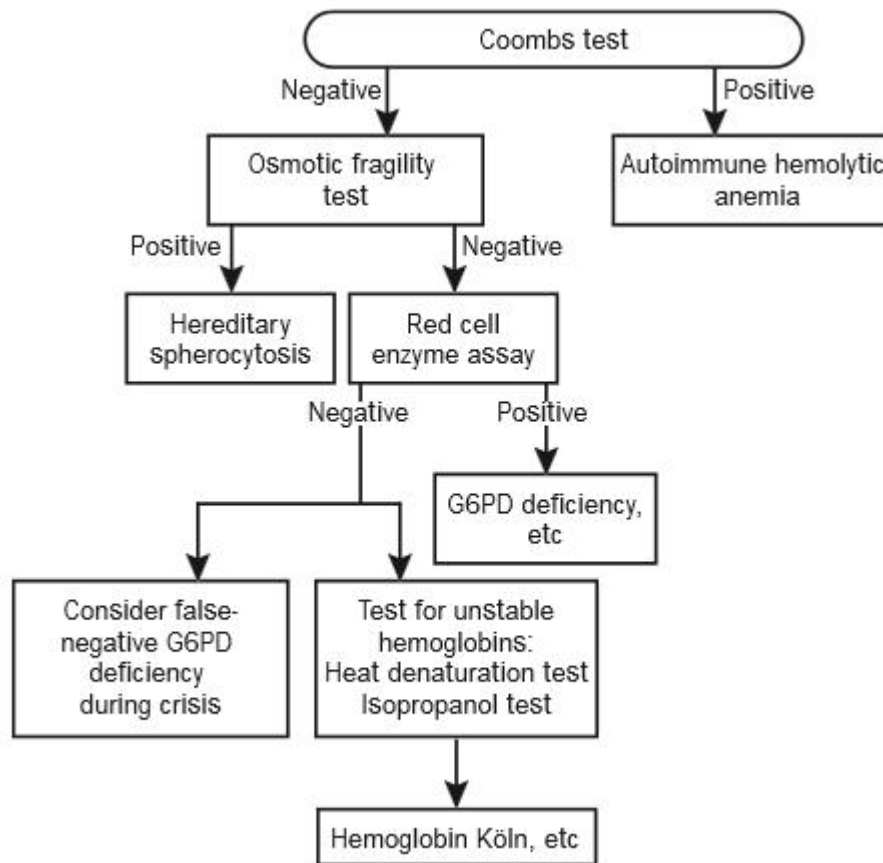 Coombs test
Negative
Positive
Osmotic fragility
test
Autoimmune hemolytic
anemia
Positive
Negative
Hereditary
spherocytosis
Red cell
enzyme assay
Negative
Positive
G6PD deficiency,
etc
Consider false-
negative G6PD
deficiency
during crisis
Test for unstable
hemoglobins:
Heat denaturation test
Isopropanol test
Hemoglobin Köln, etc